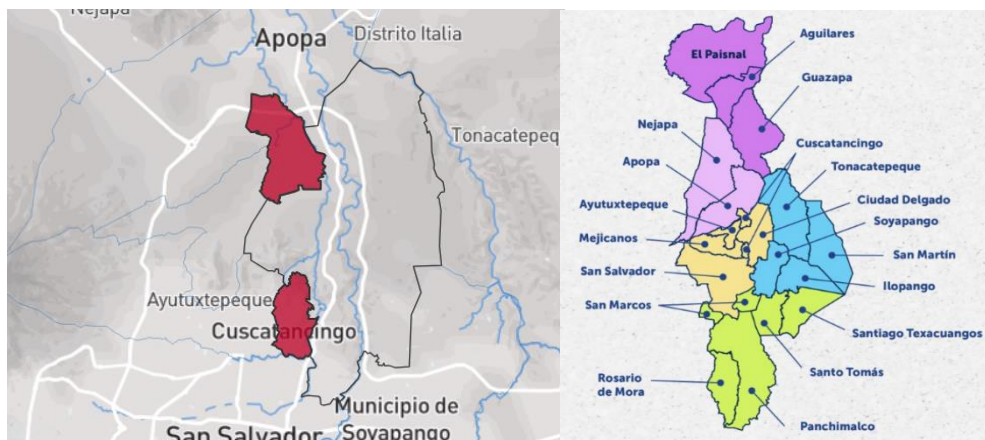 Nejapa
Apopa
Distrito Italia
Tonacatepeq
Ayutuxtepeque
Cuscatancingo
Municipio de
Soyapango
San Salvador
El Paisnal
Aguilares
Guazapa
Nejapa
Cuscatancingo
Apopa
Tonacatepeque
Ayutuxtepeque
Ciudad Delgado
Soyapango
Mejicanos
San Martín
San Salvador
Ilopango
San Marcos
Santiago Texacuangos
Santo Tomás
Rosario
de Mora
Panchimalco